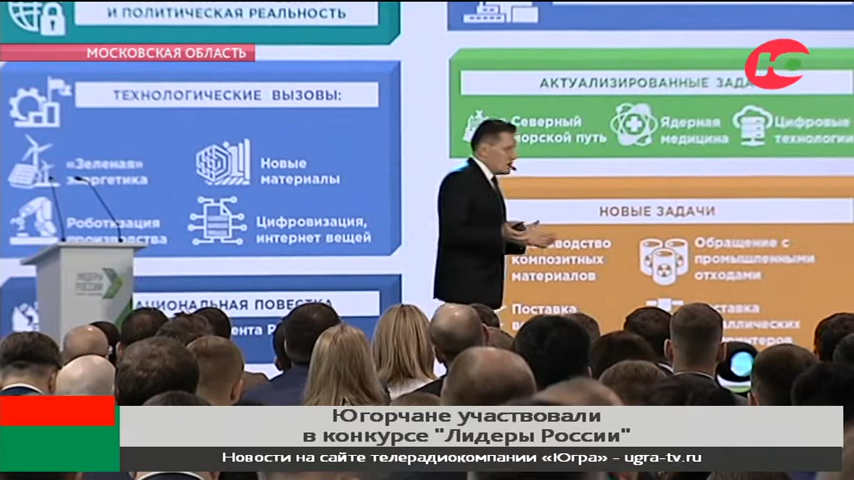 И ПОЛИТИЧЕСКАЯ РЕАЛЬНОСТЬ
МОСКОВСКАЯ ОБЛАСТЬ
Ю
ТЕХНОЛОГИЧЕСКИЕ ВЫЗОВЫ:
«Зеленая»
энергетика
Новые
материалы
Роботизация
производства
Цифровизация,
интернет вещей
АКТУАЛИЗИРОВАННЫЕ
Северный
морской путь
Ядерная
медицина
Цифровые
технологии
НОВЫЕ ЗАДАЧИ
композитных
материалов
Обращение с
промышленными
отходами
Поставка
ПОВЕСТКА
ЛИДЕРЫ
РОССИИ
Югорчане участвовали
в конкурсе "Лидеры России"
Новости на сайте телерадиокомпании «Югра» - ugra-tv.ru